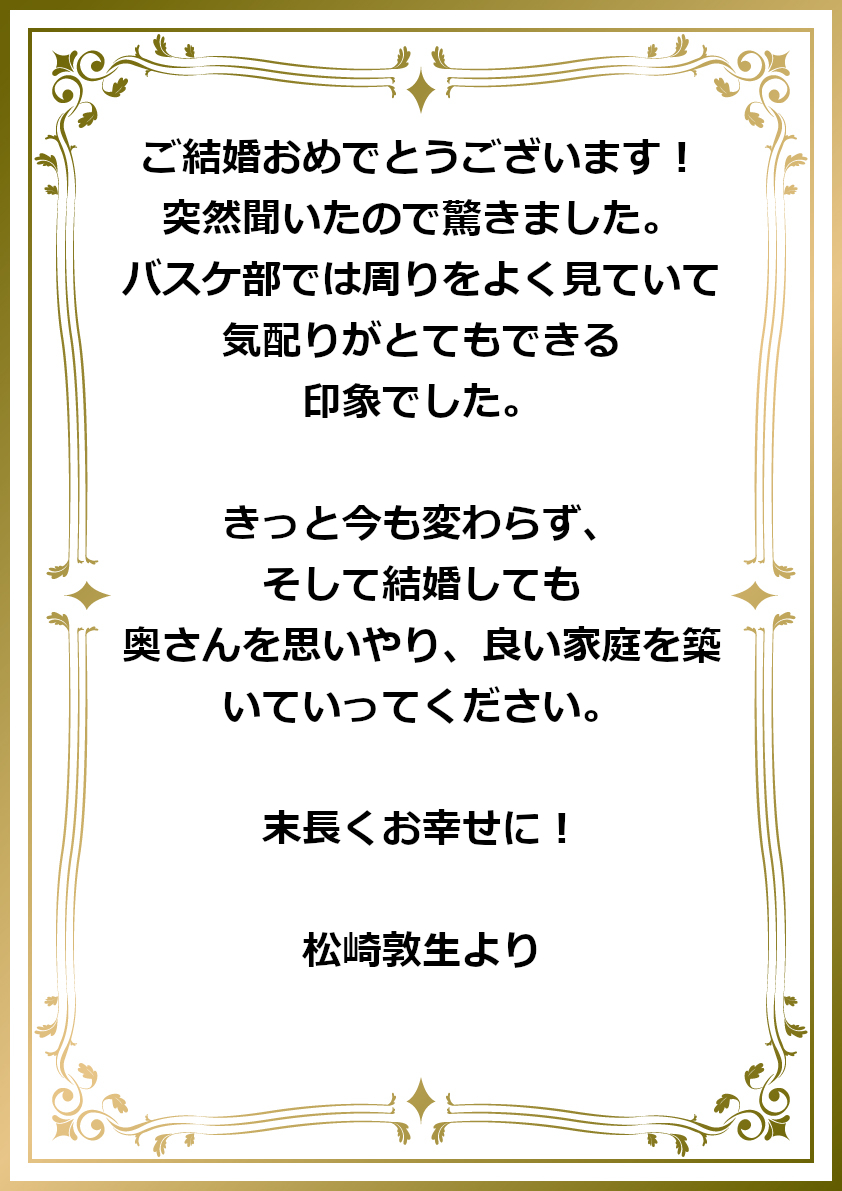 ご結婚おめでとうございます！
突然聞いたので驚きました。
バスケ部では周りをよく見ていて
気配りがとてもできる
印象でした。
きっと今も変わらず、
そして結婚しても
奥さんを思いやり、良い家庭を築
いていってください。
末長くお幸せに！
松崎敦生より